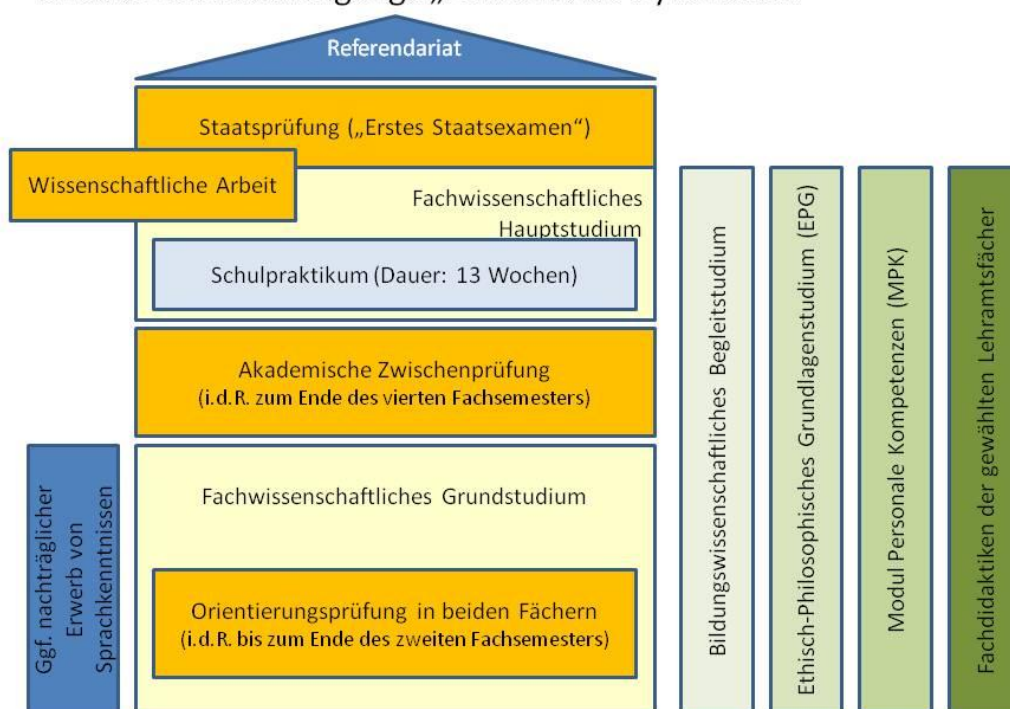 Referendariat
Staatsprüfung („Erstes Staatsexamen“)
Wissenschaftliche Arbeit
Fachwissenschaftliches
Hauptstudium
Schulpraktikum (Dauer: 13 Wochen)
Akademische Zwischenprüfung
(i.d.R. zum Ende des vierten Fachsemesters)
Fachwissenschaftliches Grundstudium
Orientierungsprüfung in beiden Fächern
(i.d.R. bis zum Ende des zweiten Fachsemesters)
Ggf. nachträglicher
Erwerb von
Sprachkenntnissen
Bildungswissenschaftliches Begleitstudium
Ethisch-Philosophisches Grundlagenstudium (EPG)
Modul Personale Kompetenzen (MPK)
Fachdidaktiken der gewählten Lehramtsfächer